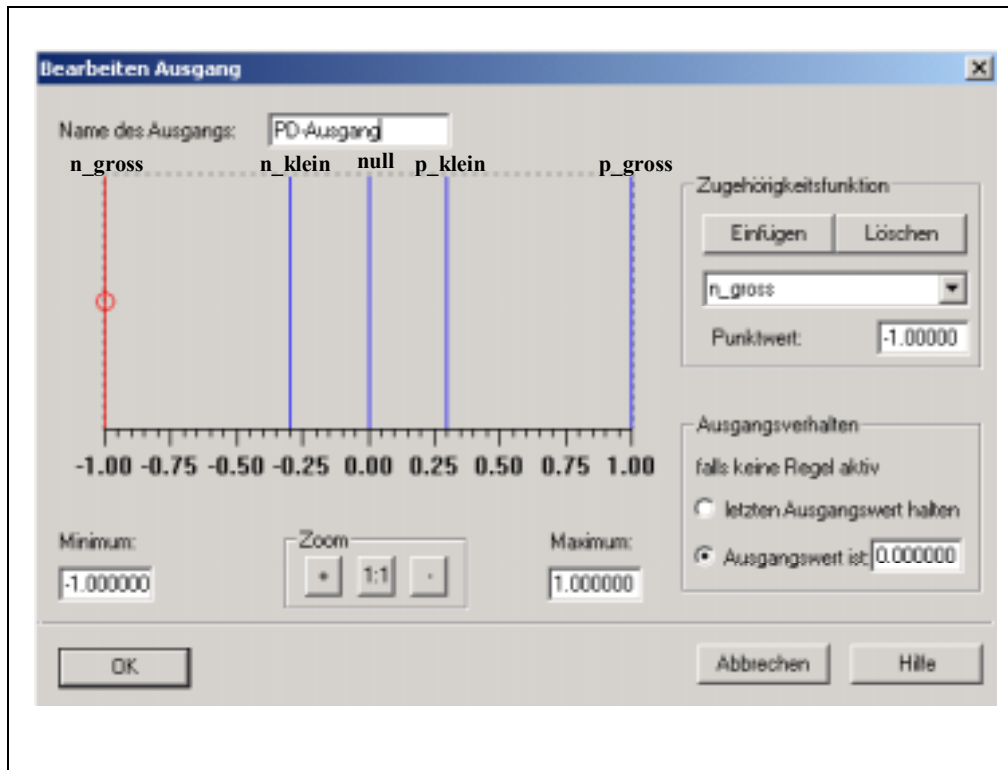 Bearbeiten Ausgang
Name des Ausgangs: PD-Ausgang
n_gross n_klein null p_klein p_gross
-1.00 -0.75 -0.50 -0.25 0.00 0.25 0.50 0.75 1.00
Minimum:
-1.000000
Zoom
+ 1:1 -
Maximum:
1.000000
Zugehörigkeitsfunktion
Einfügen Löschen
n_gross
Punktwert: -1.00000
Ausgangsverhalten
falls keine Regel aktiv
letzten Ausgangswert halten
Ausgangswert ist: 0.000000
OK Abbrechen Hilfe